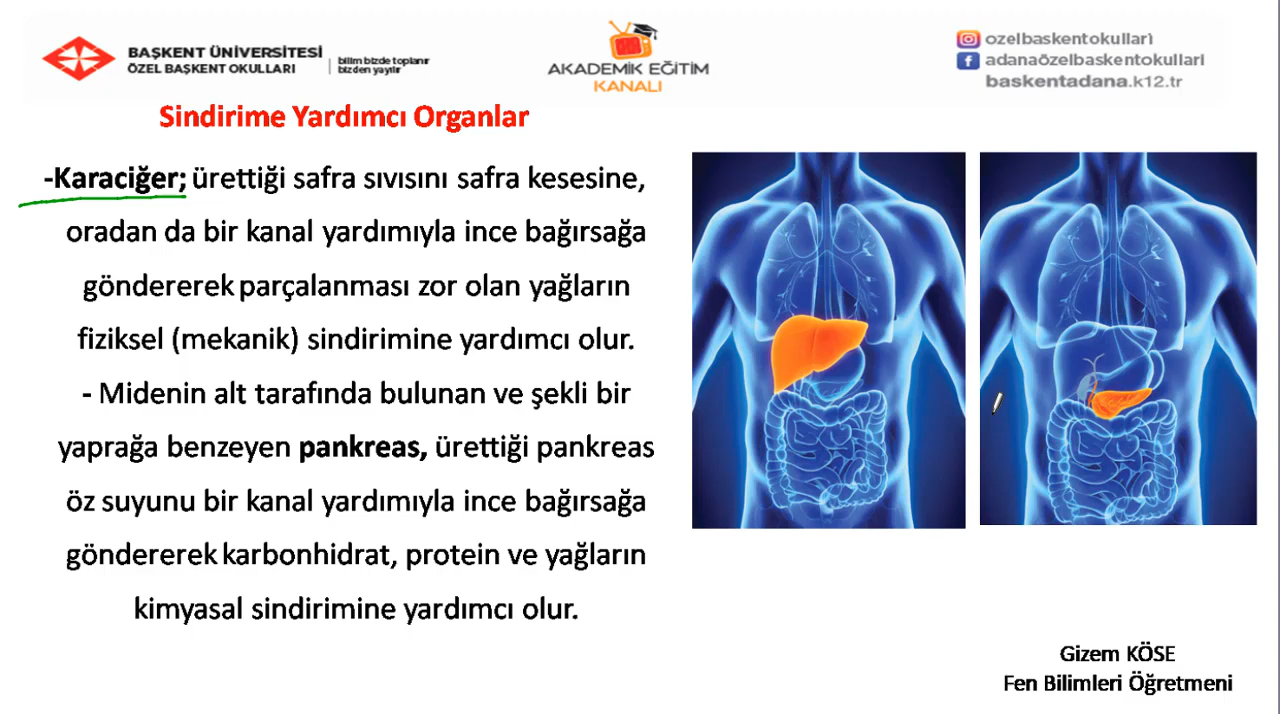 BAŞKENT ÜNİVERSİTESİ
ÖZEL BAŞKENT OKULLARI
bilim bizde toplanır
bizden yayılır
AKADEMİK EĞİTİM
KANALI
ozelbaskentokulları
adanaözelbaskentokullari
baskentadana.k12.tr
Sindirime Yardımcı Organlar
-Karaciğer; ürettiği safra sıvısını safra kesesine,
oradan da bir kanal yardımıyla ince bağırsağa
göndererek parçalanması zor olan yağların
fiziksel (mekanik) sindirimine yardımcı olur.
- Midenin alt tarafında bulunan ve şekli bir
yaprağa benzeyen pankreas, ürettiği pankreas
öz suyunu bir kanal yardımıyla ince bağırsağa
göndererek karbonhidrat, protein ve yağların
kimyasal sindirimine yardımcı olur.
Gizem KÖSE
Fen Bilimleri Öğretmeni